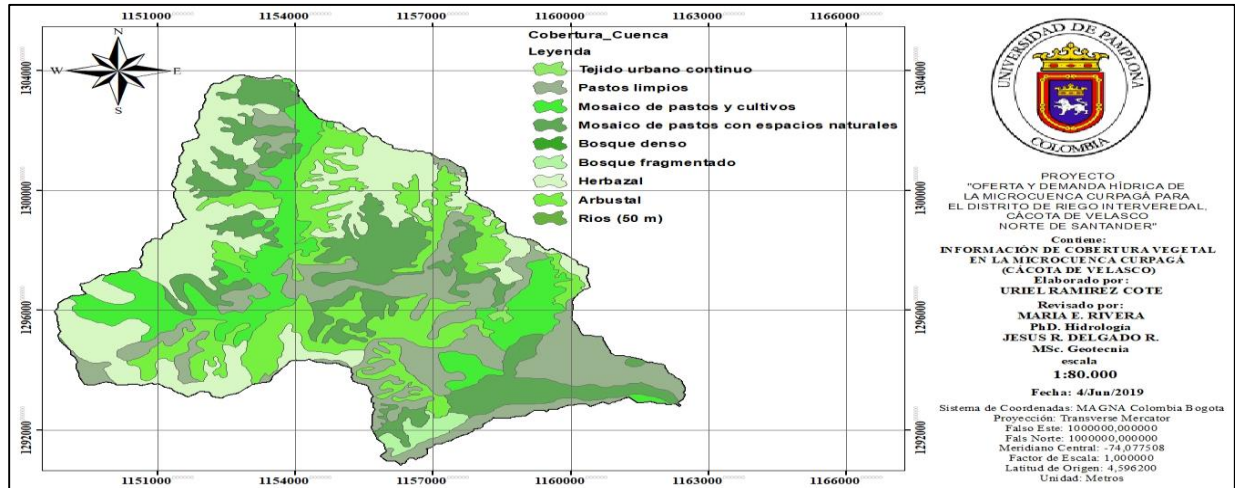 1151000 1154000 1157000 1160000 1163000 1166000
N
W E
S
1304000
1300000
1296000
1292000
Cobertura_Cuenca
Leyenda
Tejido urbano continuo
Pastos limpios
Mosaico de pastos y cultivos
Mosaico de pastos con espacios naturales
Bosque denso
Bosque fragmentado
Herbazal
Arbustal
Rios (50 m)
1304000
1300000
1296000
1292000
1151000 1154000 1157000 1160000 1163000 1166000
UNIVERSIDAD DE PAMPLONA
COLOMBIA
PROYECTO
"OFERTA Y DEMANDA HÍDRICA DE
LA MICROCUENCA CURPAGÁ PARA
EL DISTRITO DE RIEGO INTERVEREDAL,
CÁCOTA DE VELASCO
NORTE DE SANTANDER"
Contiene:
INFORMACIÓN DE COBERTURA VEGETAL
EN LA MICROCUENCA CURPAGÁ
(CÁCOTA DE VELASCO)
Elaborado por :
URIEL RAMIREZ COTE
Revisado por:
MARIA E. RIVERA
PhD. Hidrología
JESUS R. DELGADO R.
MSc. Geotecnia
escala
1:80.000
Fecha: 4/Jun/2019
Sistema de Coordenadas: MAGNA Colombia Bogota
Proyección: Transverse Mercator
Falso Este: 1000000,000000
Fals Norte: 1000000,000000
Meridiano Central: -74,077508
Factor de Escala: 1,000000
Latitud de Origen: 4,596200
Unidad: Metros